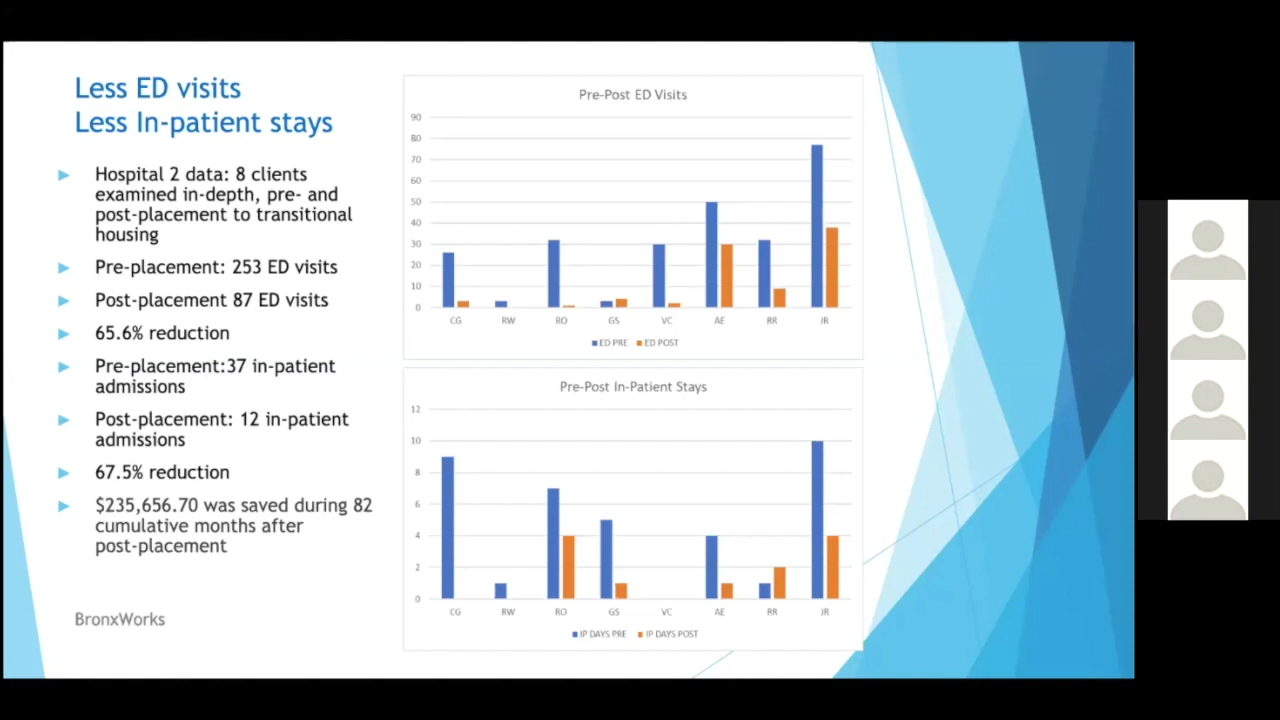 Less ED visits
Less In-patient stays
Hospital 2 data: 8 clients
examined in-depth, pre- and
post-placement to transitional
housing
Pre-placement: 253 ED visits
Post-placement 87 ED visits
65.6% reduction
Pre-placement:37 in-patient
admissions
Post-placement: 12 in-patient
admissions
67.5% reduction
$235,656.70 was saved during 82
cumulative months after
post-placement
BronxWorks
Pre-Post ED Visits
90
80
70
60
50
40
30
20
10
0
CG RW RO GS VC AE RR JR
ED PRE ED POST
Pre-Post In-Patient Stays
12
10
8
6
4
2
0
CG RW RO GS VC AE RR JR
IP DAYS PRE IP DAYS POST